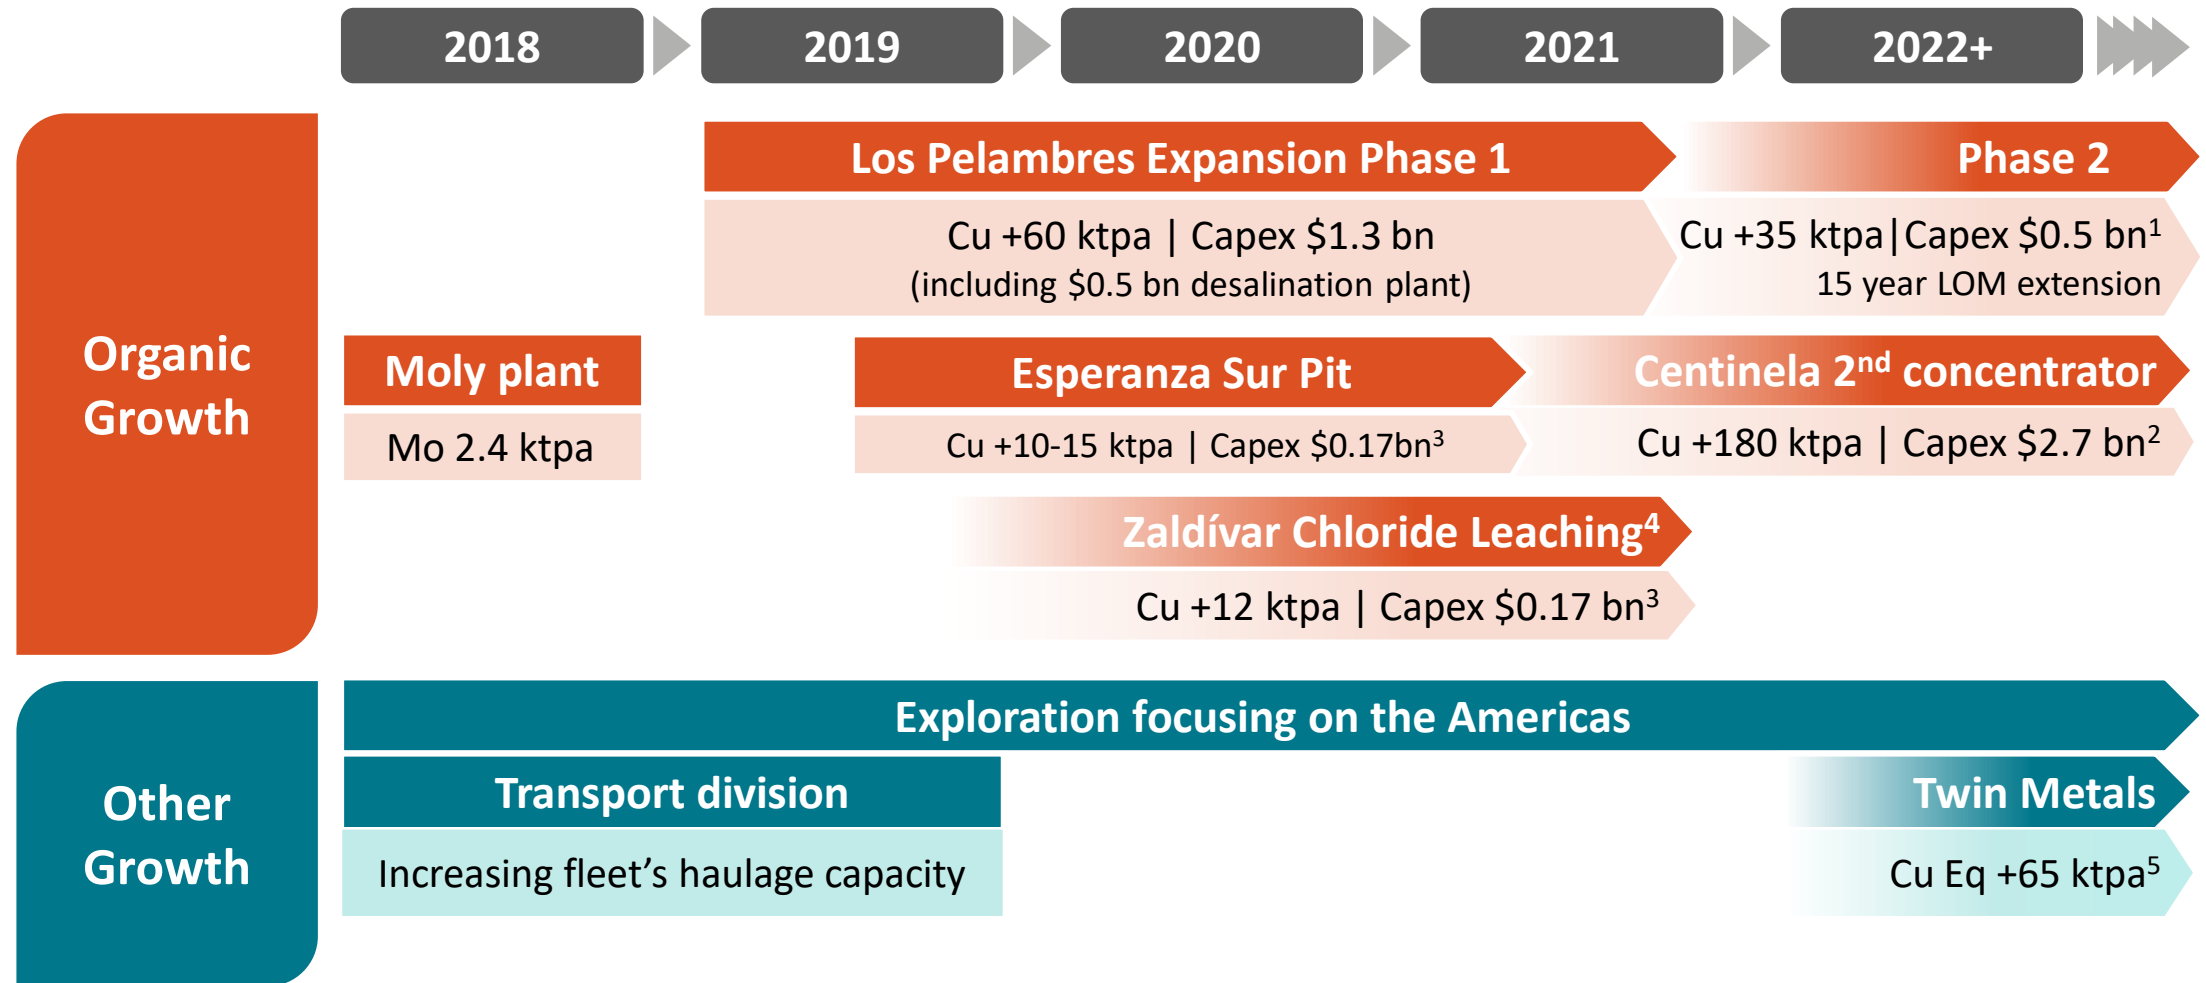 2018
2019
2020
2021
2022+
Organic
Growth
Los Pelambres Expansion Phase 1
Cu +60 ktpa | Capex $1.3 bn
(including $0.5 bn desalination plant)
Phase 2
Cu +35 ktpa|Capex $0.5 bn¹
15 year LOM extension
Moly plant
Mo 2.4 ktpa
Esperanza Sur Pit
Cu +10-15 ktpa | Capex $0.17bn³
Centinela 2ⁿᵈ concentrator
Cu +180 ktpa | Capex $2.7 bn²
Zaldívar Chloride Leaching⁴
Cu +12 ktpa | Capex $0.17 bn³
Other
Growth
Exploration focusing on the Americas
Transport division
Increasing fleet’s haulage capacity
Twin Metals
Cu Eq +65 ktpa⁵